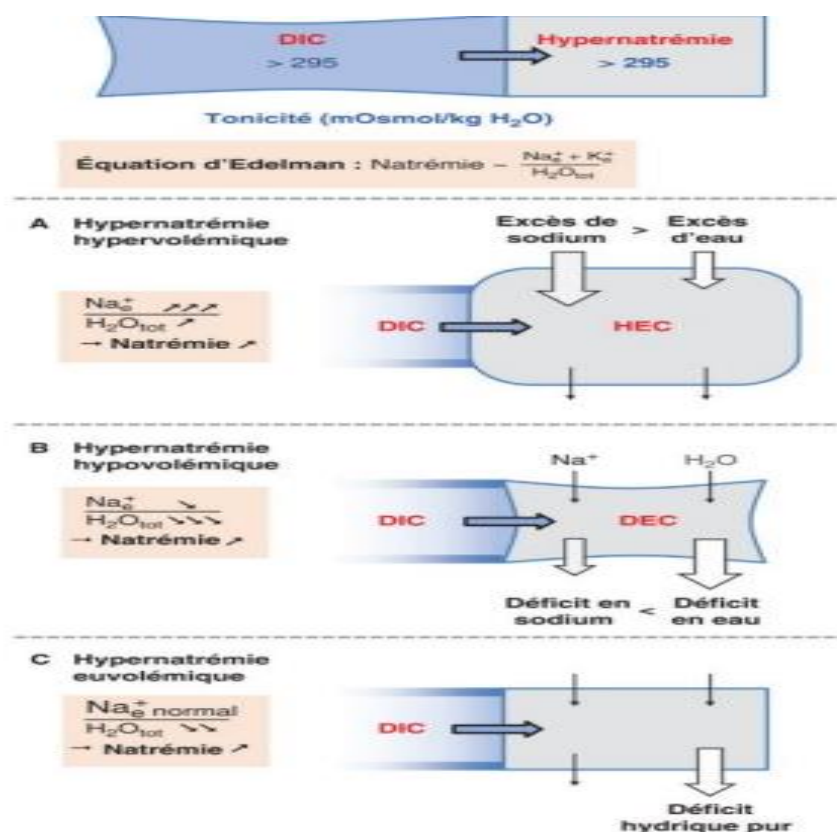 DIC
> 295
Hypernatrémie
> 295
Tonicité (mOsmol/kg H₂O)
Équation d'Edelman : Natrémie – Na⁺ₑ + K⁺ₑ
H₂Oₜₒₜ
A Hypernatrémie
hypervolémique
Excès de
sodium
>
Excès
d'eau
Na⁺ₑ ↗↗↗
H₂Oₜₒₜ ↗
→ Natrémie ↗
DIC
HEC
B Hypernatrémie
hypovolémique
Na⁺
H₂O
Na⁺ₑ ↘
H₂Oₜₒₜ ↘↘↘
→ Natrémie ↗
DIC
DEC
Déficit en
sodium
<
Déficit
en eau
C Hypernatrémie
euvolémique
Na⁺ₑ normal
H₂Oₜₒₜ ↘↘
→ Natrémie ↗
DIC
Déficit
hydrique pur